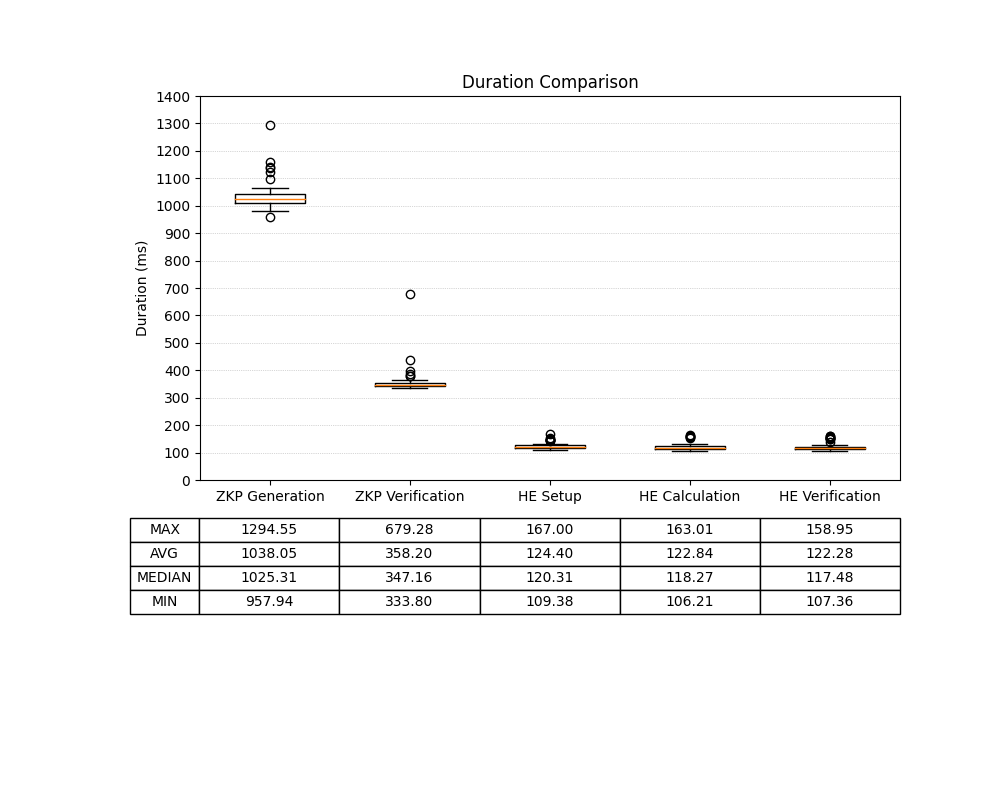 Duration Comparison
1400
1300
1200
1100
1000
900
800
700
600
500
400
300
200
100
0
Duration (ms)
ZKP Generation ZKP Verification HE Setup HE Calculation HE Verification
MAX 1294.55 679.28 167.00 163.01 158.95
AVG 1038.05 358.20 124.40 122.84 122.28
MEDIAN 1025.31 347.16 120.31 118.27 117.48
MIN 957.94 333.80 109.38 106.21 107.36